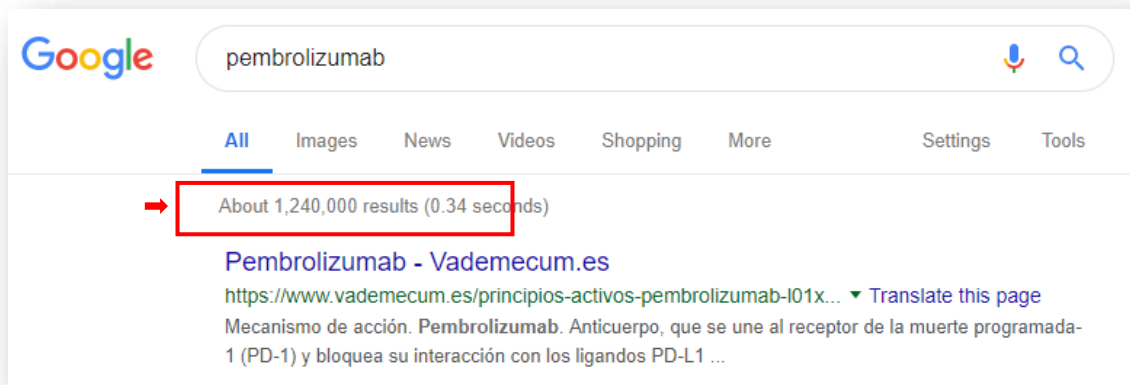 Google
pembrolizumab
All Images News Videos Shopping More Settings Tools
About 1,240,000 results (0.34 seconds)
Pembrolizumab - Vademecum.es
https://www.vademecum.es/principios-activos-pembrolizumab-l01x... ▼ Translate this page
Mecanismo de acción. Pembrolizumab. Anticuerpo, que se une al receptor de la muerte programada-
1 (PD-1) y bloquea su interacción con los ligandos PD-L1 ...